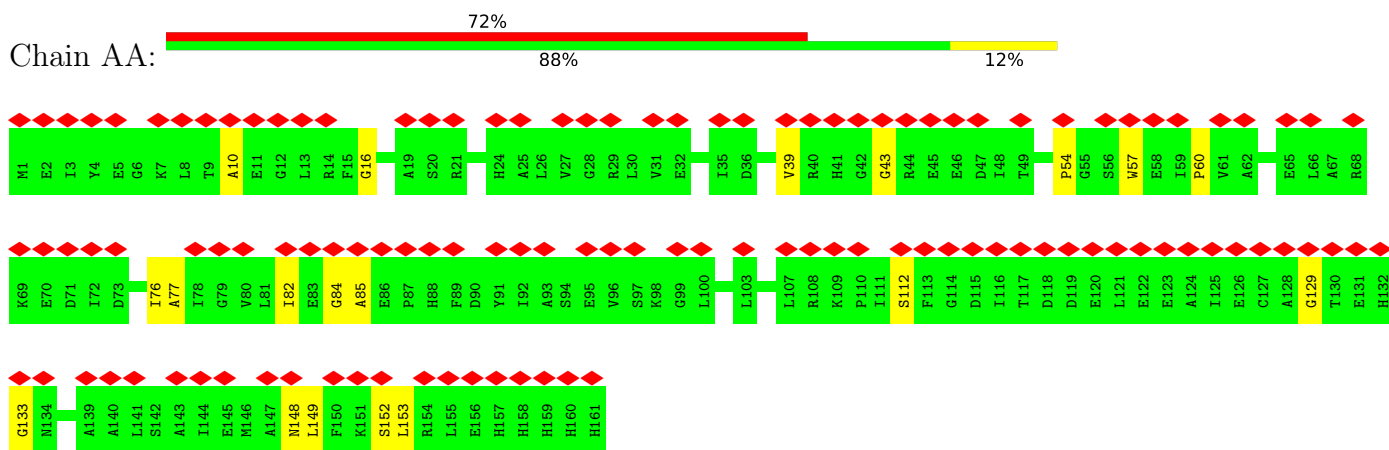 72%
Chain AA:
88% 12%
M1 E2 I3 Y4 E5 G6 K7 L8 T9 A10 E11 G12 L13 R14 F15 G16 A19 S20 R21 H24 A25 L26 V27 G28 R29 L30 V31 E32 I35 D36 V39 R40 H41 G42 G43 R44 E45 E46 D47 I48 T49 P54 G55 S56 W57 E58 I59 P60 V61 A62 E65 L66 A67 R68
K69 E70 D71 I72 D73 I76 A77 I78 G79 V80 L81 I82 E83 G84 A85 E86 P87 H88 F89 D90 V91 I92 A93 S94 E95 V96 S97 K98 G99 L100 L103 L107 R108 K109 P110 I111 S112 F113 G114 D115 I116 T117 D118 D119 E120 L121 E122 E123 A124 I125 E126 C127 A128 G129 T130 E131 H132
G133 N134 A139 A140 L141 S142 A143 I144 E145 M146 A147 N148 L149 F150 K151 S152 L153 R154 L155 E156 H157 H158 H159 H160 H161